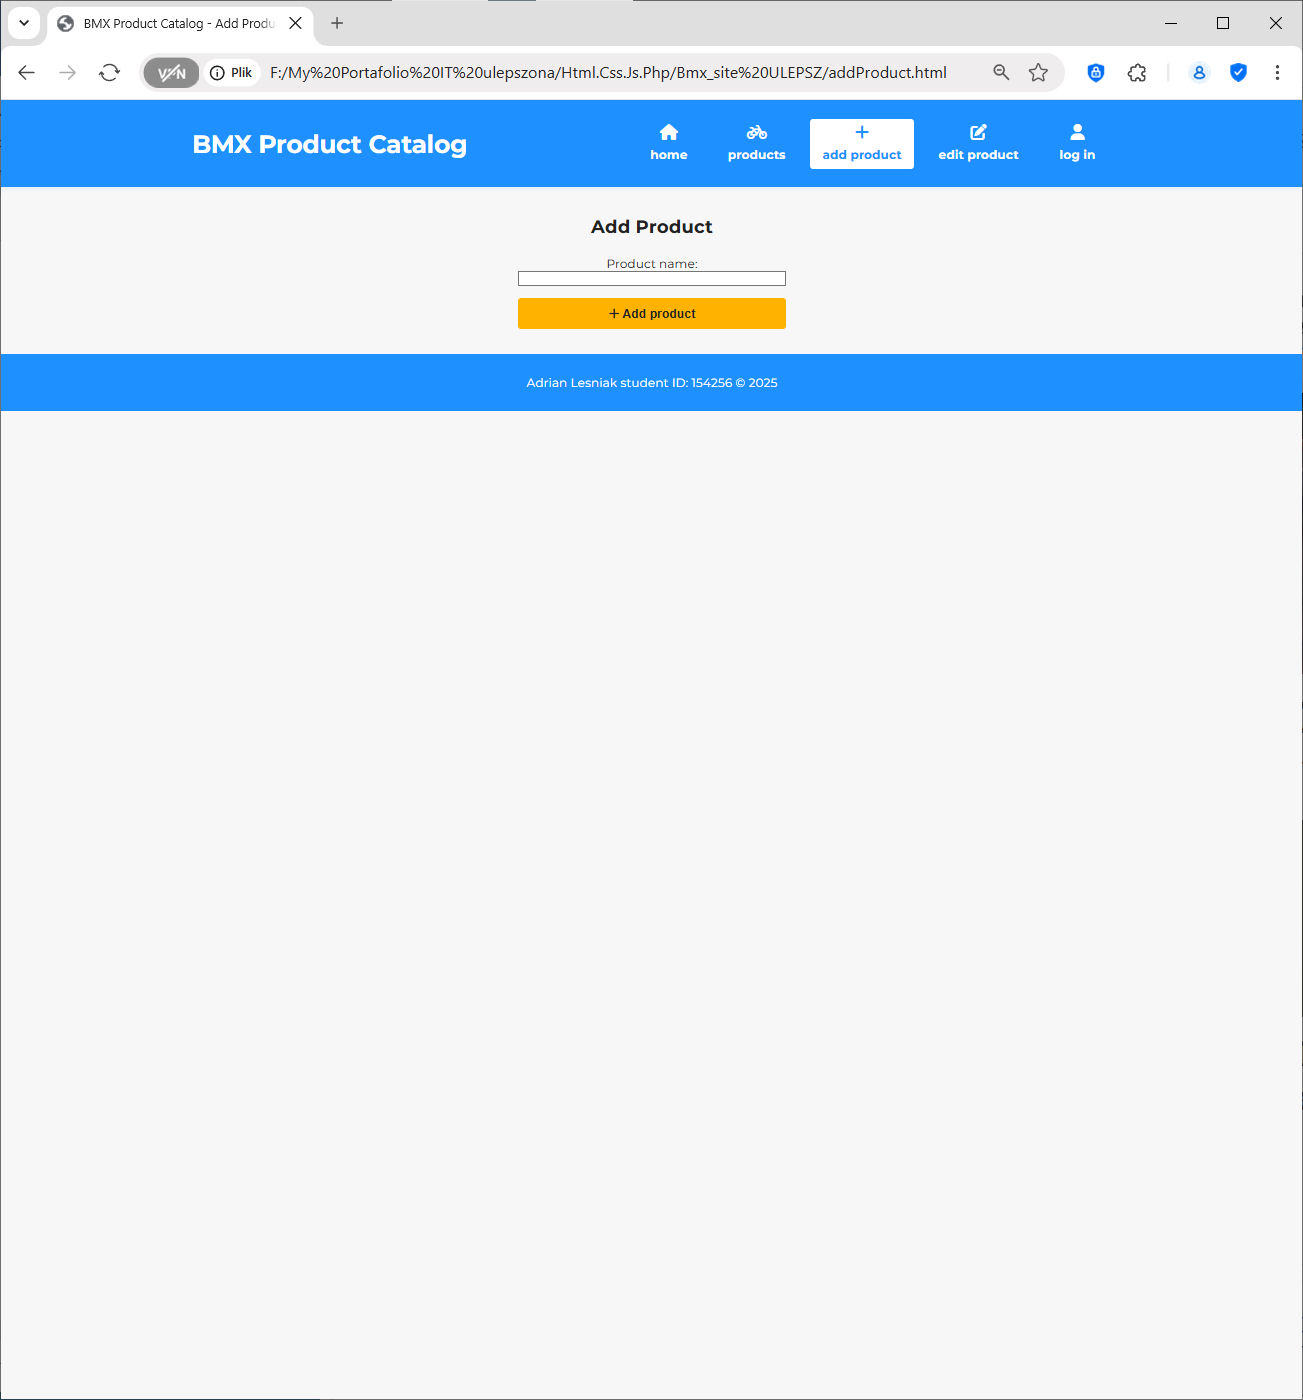 BMX Product Catalog - Add Produ
VPN
Plik
F:/My%20Portafolio%20IT%20ulepszona/Html.Css.Js.Php/Bmx_site%20ULEPSZ/addProduct.html
BMX Product Catalog
home
products
add product
edit product
log in
Add Product
Product name:
Add product
Adrian Lesniak student ID: 154256 © 2025